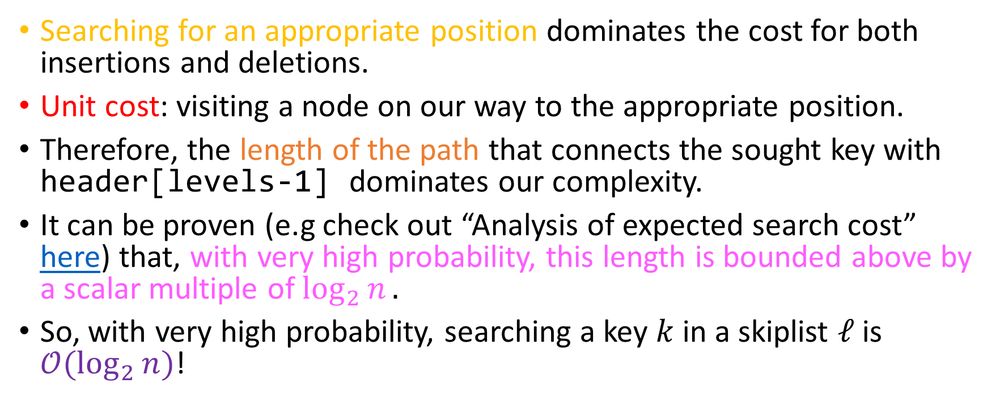 • Searching for an appropriate position dominates the cost for both
insertions and deletions.
• Unit cost: visiting a node on our way to the appropriate position.
• Therefore, the length of the path that connects the sought key with
header[levels-1] dominates our complexity.
• It can be proven (e.g check out “Analysis of expected search cost”
here) that, with very high probability, this length is bounded above by
a scalar multiple of log₂ 𝑛 .
• So, with very high probability, searching a key 𝑘 in a skiplist ℓ is
𝒪(log₂ 𝑛)!